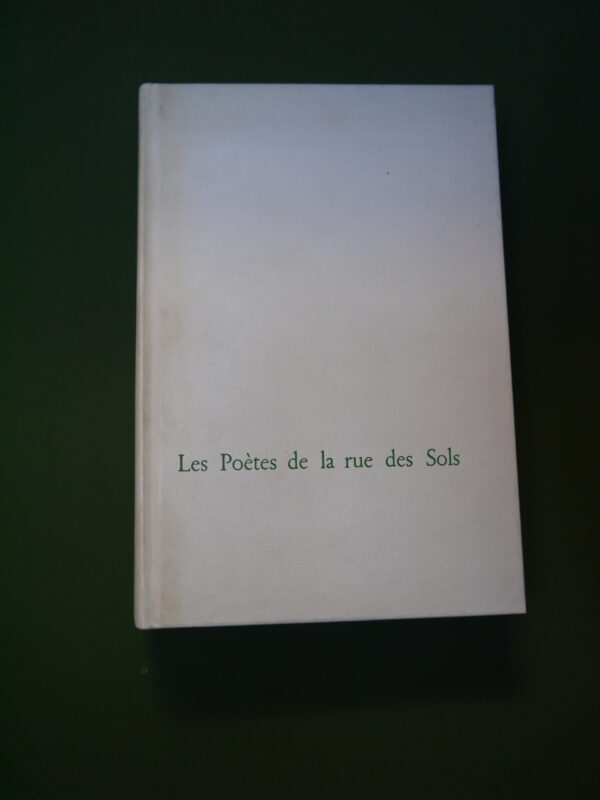 Les Poètes de la rue des Sols